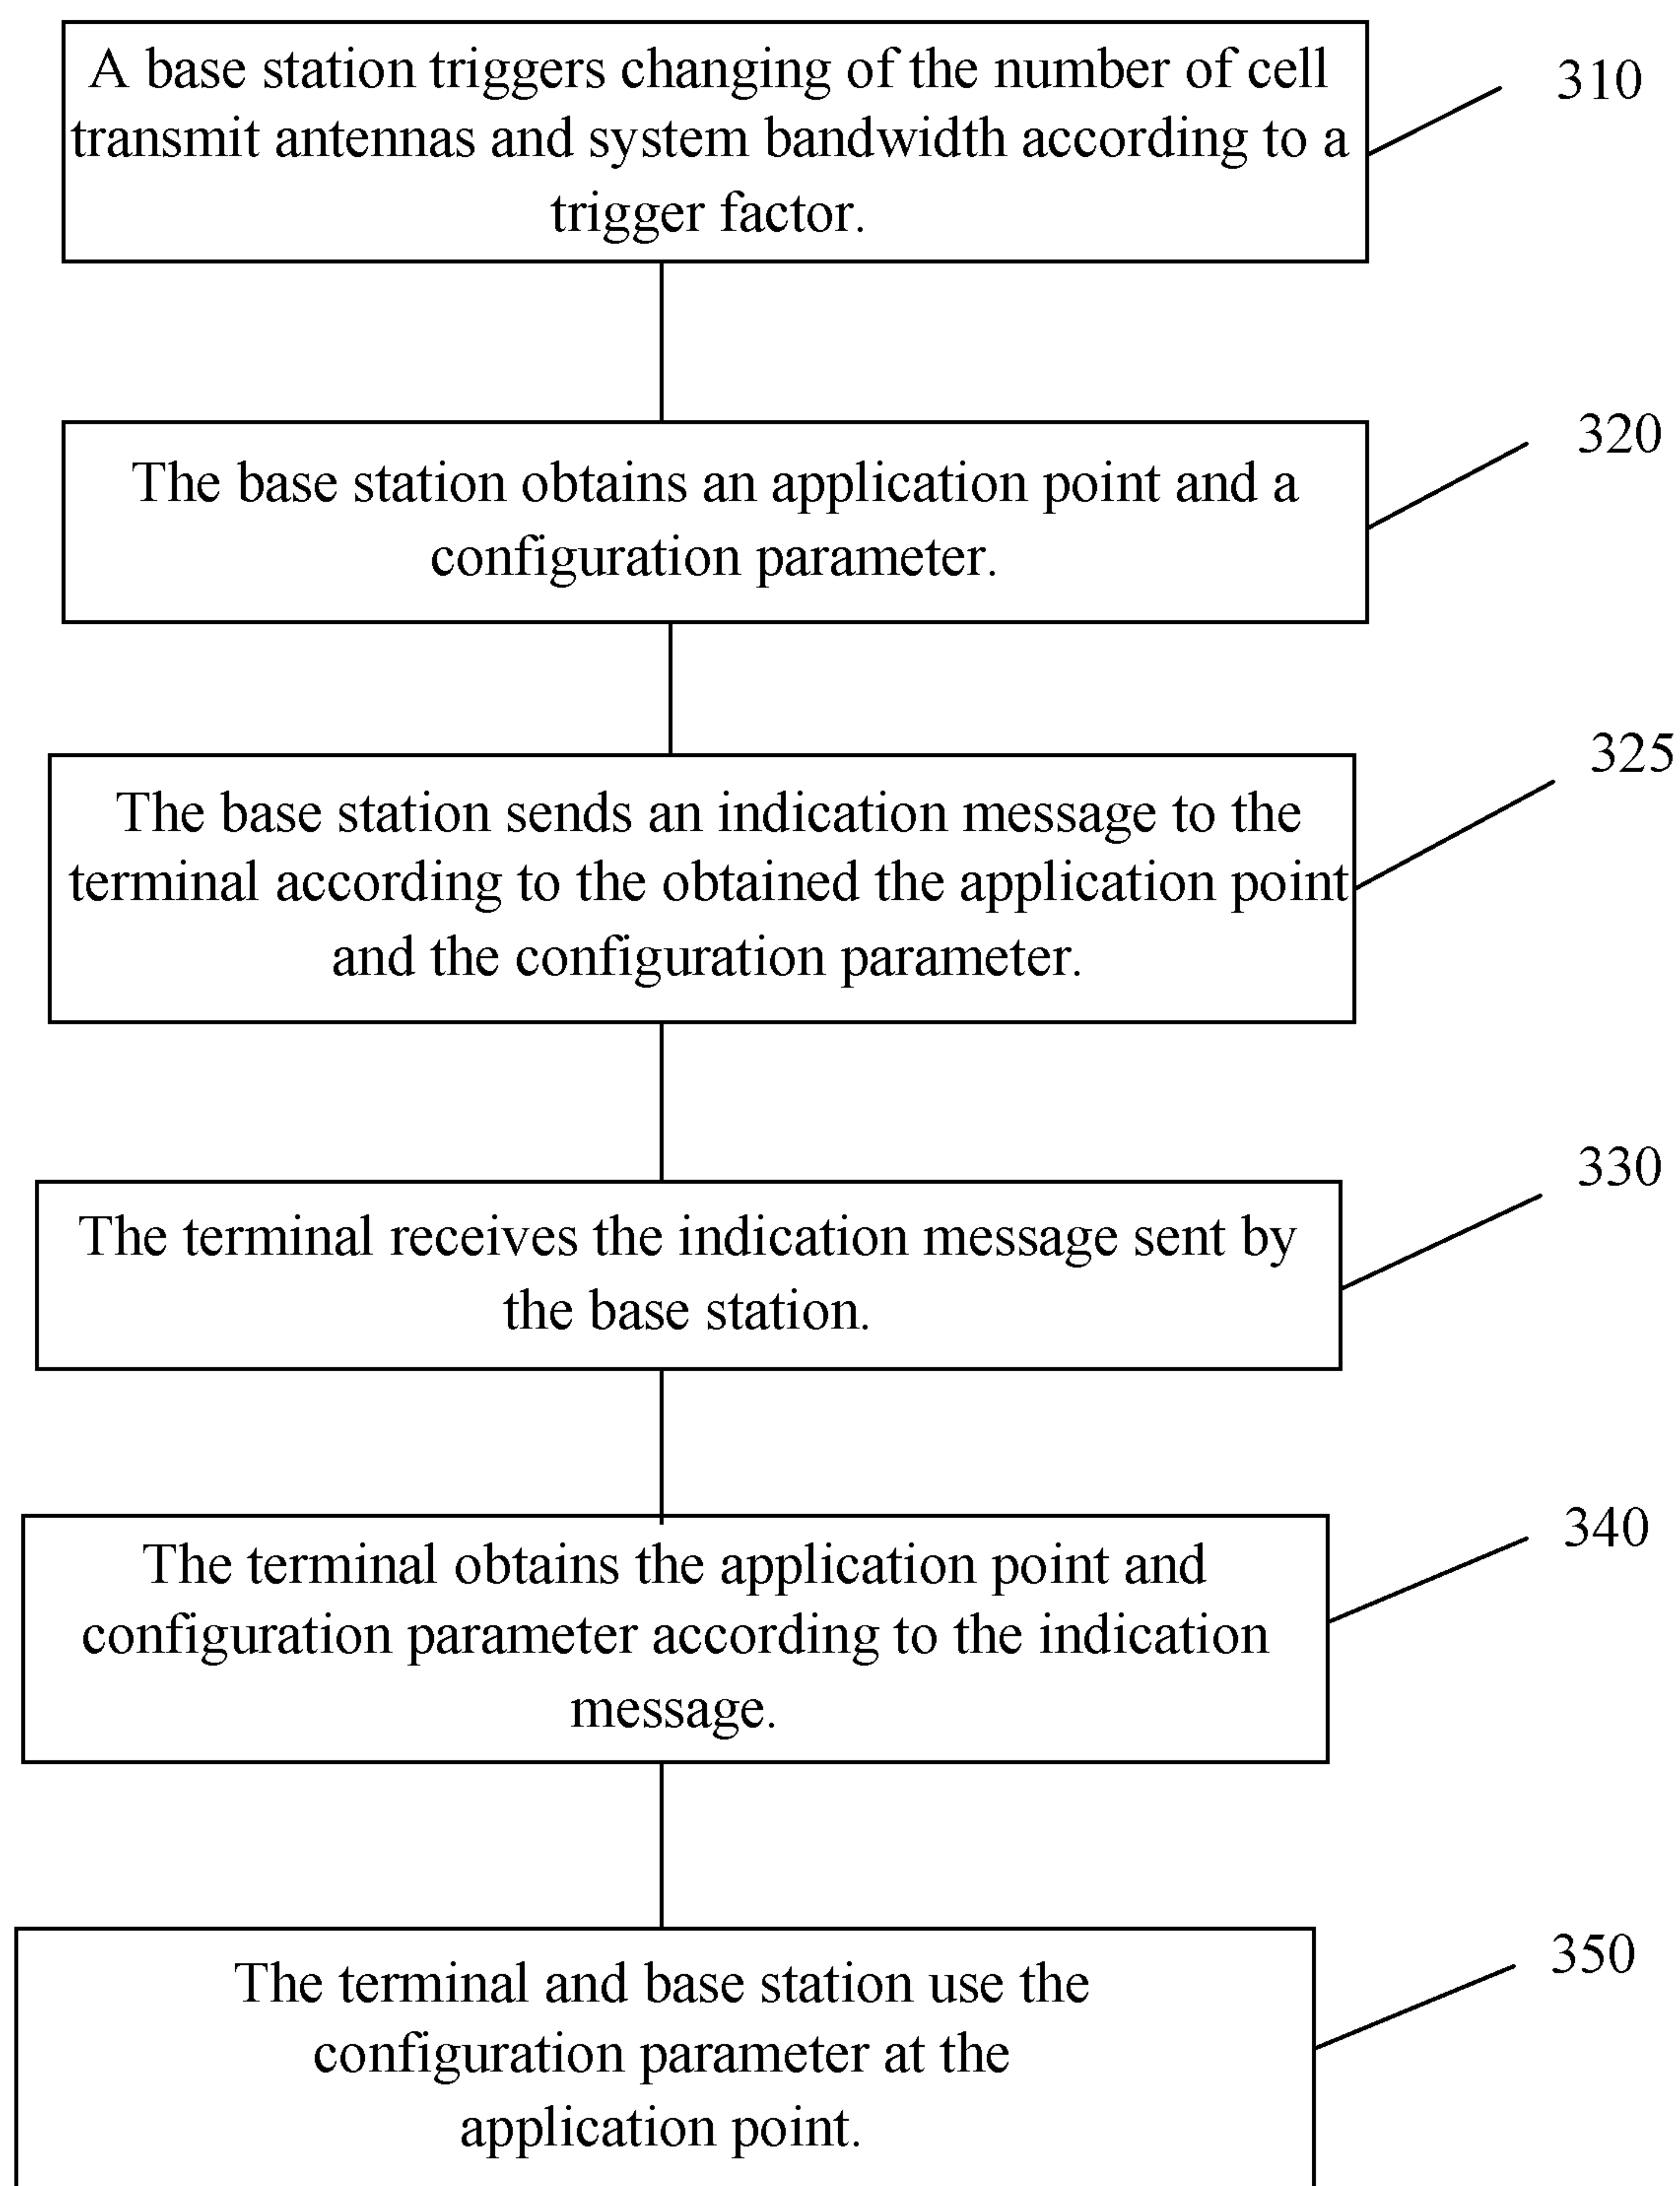 A base station triggers changing of the number of cell
transmit antennas and system bandwidth according to a
trigger factor.
310
The base station obtains an application point and a
configuration parameter.
320
The base station sends an indication message to the
terminal according to the obtained the application point
and the configuration parameter.
325
The terminal receives the indication message sent by
the base station.
330
The terminal obtains the application point and
configuration parameter according to the indication
message.
340
The terminal and base station use the
configuration parameter at the
application point.
350